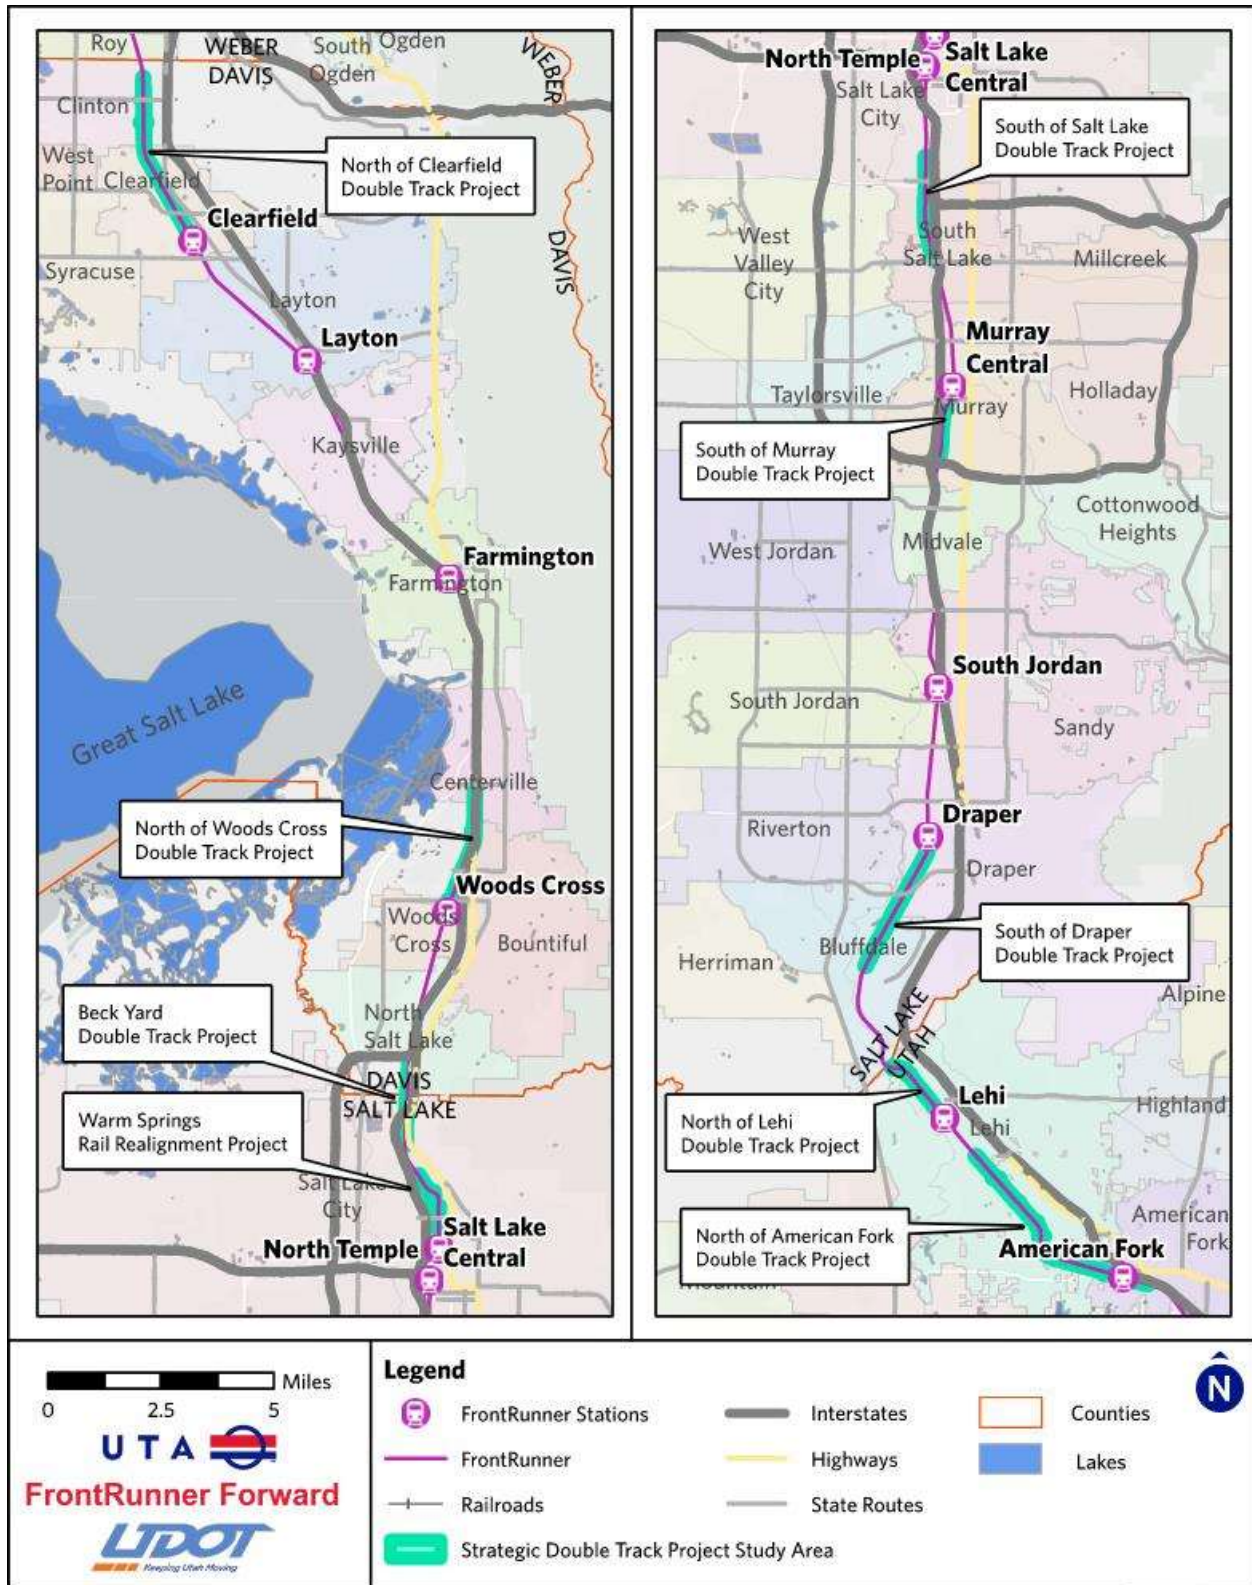 Roy
WEBER
DAVIS
South
Ogden
Ogden
WEBER
DAVIS
Clinton
West
Point
Clearfield
North of Clearfield
Double Track Project
Clearfield
Syracuse
Layton
Layton
Kaysville
Farmington
Farmington
Great Salt Lake
Centerville
North of Woods Cross
Double Track Project
Woods Cross
Woods
Cross
Bountiful
Beck Yard
Double Track Project
North
Salt Lake
DAVIS
SALT LAKE
Warm Springs
Rail Realignment Project
Salt Lake
City
North Temple
Salt Lake
Central
North Temple
Salt Lake
Central
Salt Lake
City
South of Salt Lake
Double Track Project
West
Valley
City
South
Salt Lake
Millcreek
Murray
Central
Taylorsville
Murray
Holladay
South of Murray
Double Track Project
Cottonwood
Heights
West Jordan
Midvale
South Jordan
South Jordan
Sandy
Draper
Riverton
Draper
South of Draper
Double Track Project
Bluffdale
Herriman
Alpine
SALT LAKE
UTAH
Lehi
Lehi
Highland
North of Lehi
Double Track Project
American
Fork
North of American Fork
Double Track Project
American Fork
Mountain
0 2.5 5 Miles
UTA
FrontRunner Forward
UDOT
Keeping Utah Moving
Legend
FrontRunner Stations
FrontRunner
Railroads
Strategic Double Track Project Study Area
Interstates
Highways
State Routes
Counties
Lakes
N